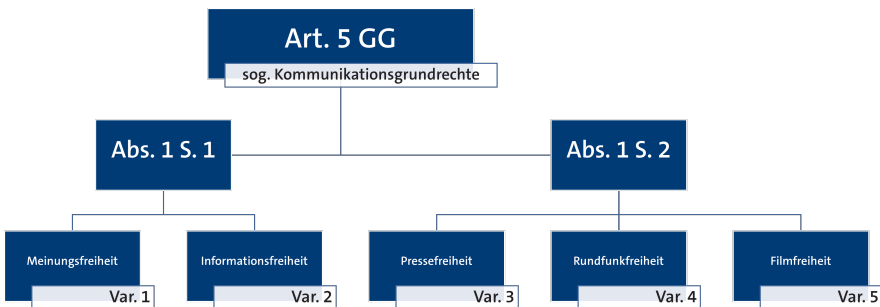 Art. 5 GG
sog. Kommunikationsgrundrechte
Abs. 1 S. 1
Abs. 1 S. 2
Meinungsfreiheit
Var. 1
Informationsfreiheit
Var. 2
Pressefreiheit
Var. 3
Rundfunkfreiheit
Var. 4
Filmfreiheit
Var. 5